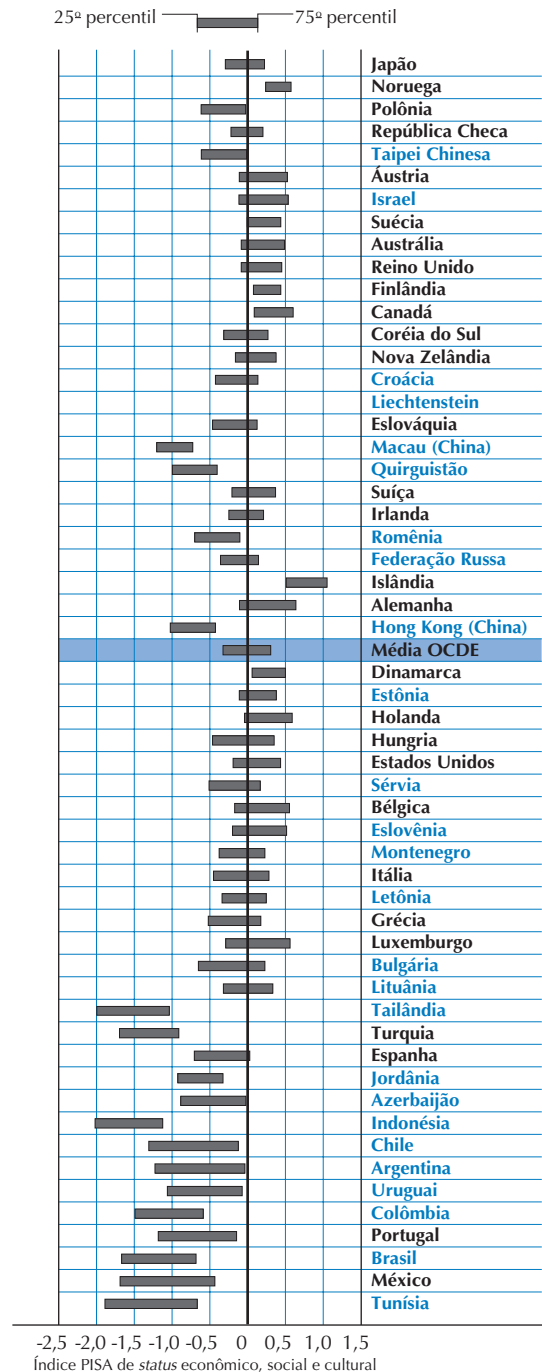 25º percentil 75º percentil
Japão
Noruega
Polônia
República Checa
Taipei Chinesa
Áustria
Israel
Suécia
Austrália
Reino Unido
Finlândia
Canadá
Coréia do Sul
Nova Zelândia
Croácia
Liechtenstein
Eslováquia
Macau (China)
Quirguistão
Suíça
Irlanda
Romênia
Federação Russa
Islândia
Alemanha
Hong Kong (China)
Média OCDE
Dinamarca
Estônia
Holanda
Hungria
Estados Unidos
Sérvia
Bélgica
Eslovênia
Montenegro
Itália
Letônia
Grécia
Luxemburgo
Bulgária
Lituânia
Tailândia
Turquia
Espanha
Jordânia
Azerbaijão
Indonésia
Chile
Argentina
Uruguai
Colômbia
Portugal
Brasil
México
Tunísia
-2,5 -2,0 -1,5 -1,0 -0,5 0 0,5 1,0 1,5
Índice PISA de status econômico, social e cultural